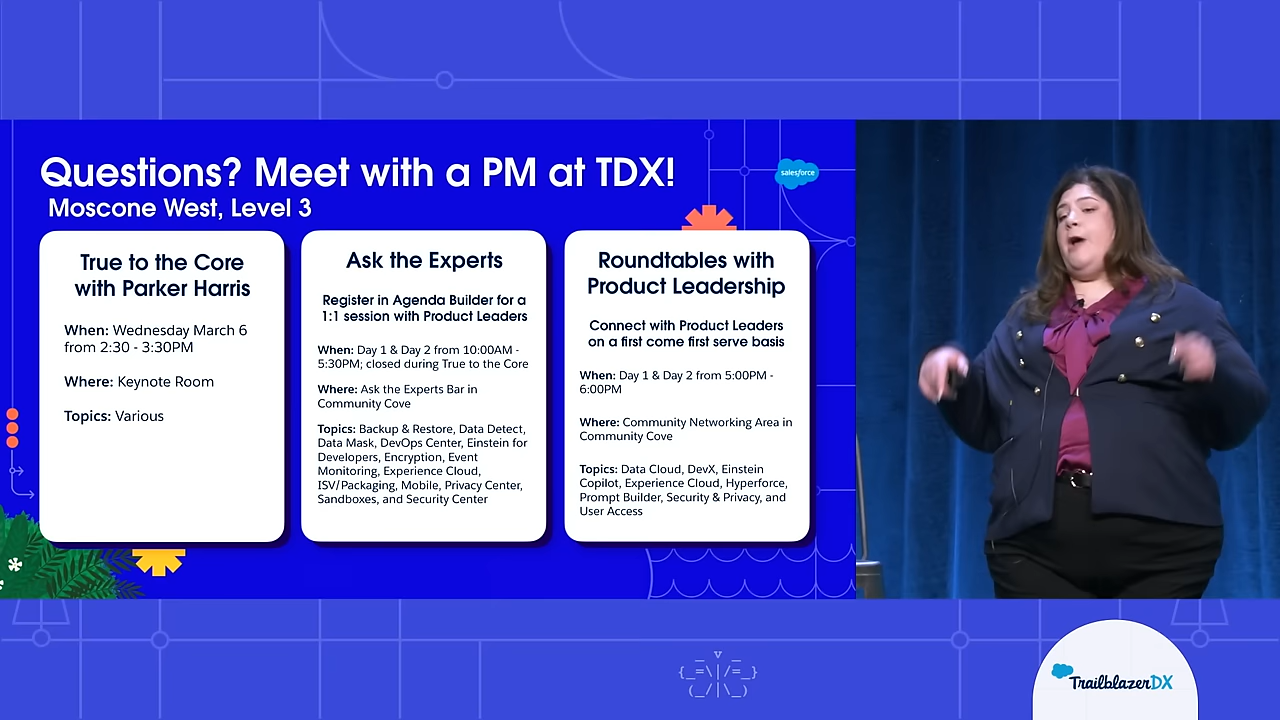 Questions? Meet with a PM at TDX!
Moscone West, Level 3
salesforce
True to the Core
with Parker Harris
When: Wednesday March 6
from 2:30 - 3:30PM
Where: Keynote Room
Topics: Various
Ask the Experts
Register in Agenda Builder for a
1:1 session with Product Leaders
When: Day 1 & Day 2 from 10:00AM -
5:30PM; closed during True to the Core
Where: Ask the Experts Bar in
Community Cove
Topics: Backup & Restore, Data Detect,
Data Mask, DevOps Center, Einstein for
Developers, Encryption, Event
Monitoring, Experience Cloud,
ISV/Packaging, Mobile, Privacy Center,
Sandboxes, and Security Center
Roundtables with
Product Leadership
Connect with Product Leaders
on a first come first serve basis
When: Day 1 & Day 2 from 5:00PM -
6:00PM
Where: Community Networking Area in
Community Cove
Topics: Data Cloud, DevX, Einstein
Copilot, Experience Cloud, Hyperforce,
Prompt Builder, Security & Privacy, and
User Access
TrailblazerDX